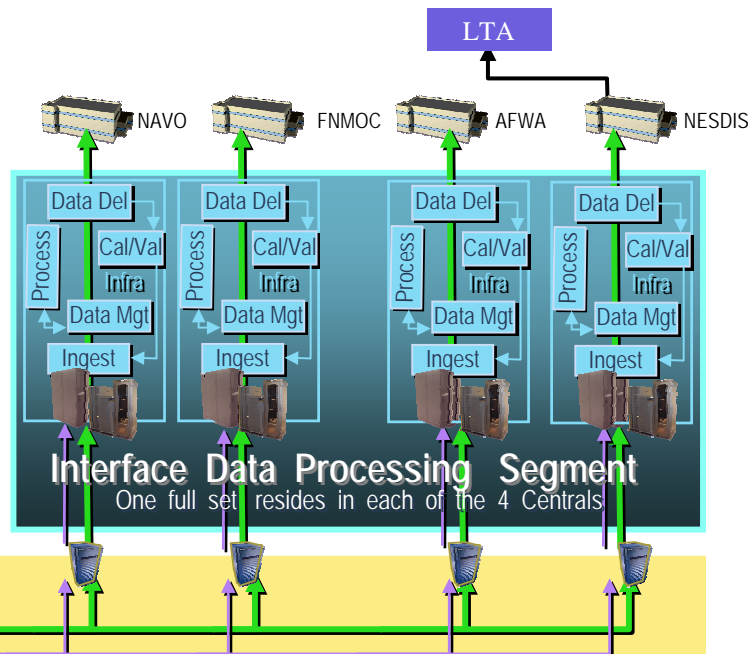 LTA
NAVO
FNMOC
AFWA
NESDIS
Data Del
Process
Cal/Val
Infra
Data Mgt
Ingest
Data Del
Process
Cal/Val
Infra
Data Mgt
Ingest
Data Del
Process
Cal/Val
Infra
Data Mgt
Ingest
Data Del
Process
Cal/Val
Infra
Data Mgt
Ingest
Interface Data Processing Segment
One full set resides in each of the 4 Centrals